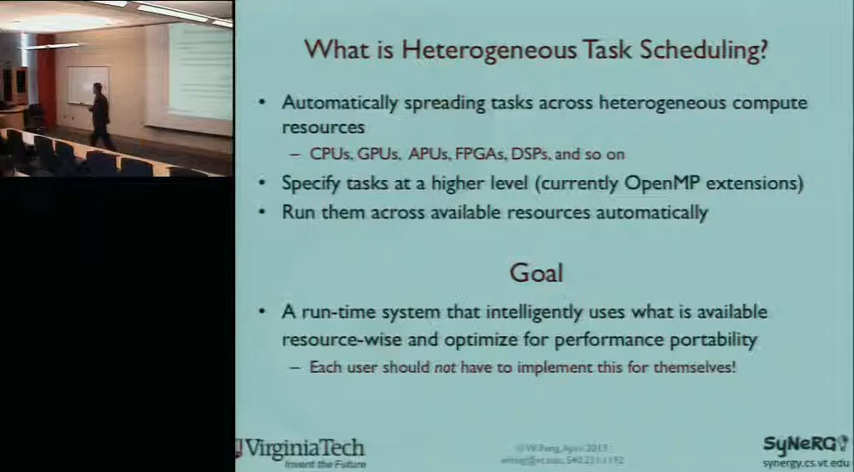 What is Heterogeneous Task Scheduling?
• Automatically spreading tasks across heterogeneous compute
resources
– CPUs, GPUs, APUs, FPGAs, DSPs, and so on
• Specify tasks at a higher level (currently OpenMP extensions)
• Run them across available resources automatically
Goal
• A run-time system that intelligently uses what is available
resource-wise and optimize for performance portability
– Each user should not have to implement this for themselves!
VirginiaTech
Invent the Future
SyNeRG
synergy.cs.vt.edu